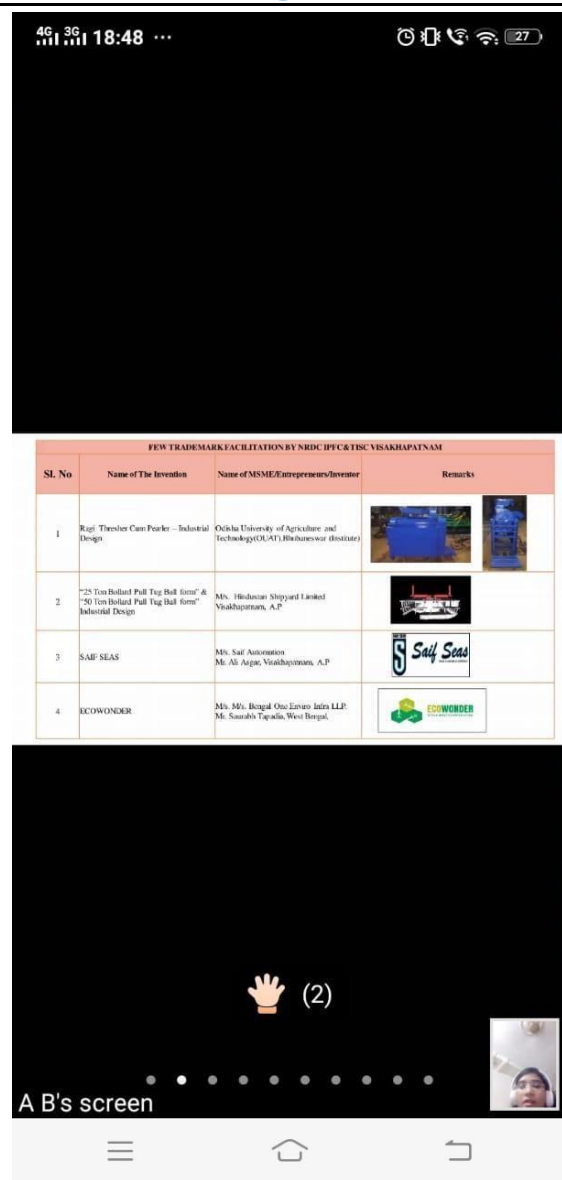 4G 3G 18:48 ... 27
FEW TRADEMARK FACILITATION BY NRDC IPFC & TISC VISAKHAPATNAM
Sl. No Name of The Invention Name of MSME/Entrepreneurs/Inventor Remarks
1 Ragi Thresher Cum Pearler – Industrial Odisha University of Agriculture and
Design Technology(OUAT),Bhubaneswar (Institute)
"25 Ton Bollard Pull Tug Ball form" & M/s. Hindustan Shipyard Limited
2 "50 Ton Bollard Pull Tug Ball form" Visakhapatnam, A.P
Industrial Design
3 SAIF SEAS M/s. Saif Automation
Mr. Ali Asgar, Visakhapatnam, A.P
Saif Seas
4 ECOWONDER M/s. M/s. Bengal One Enviro Infra LLP.
Mr. Saurabh Tapadia, West Bengal,
ECOWONDER
(2)
A B's screen